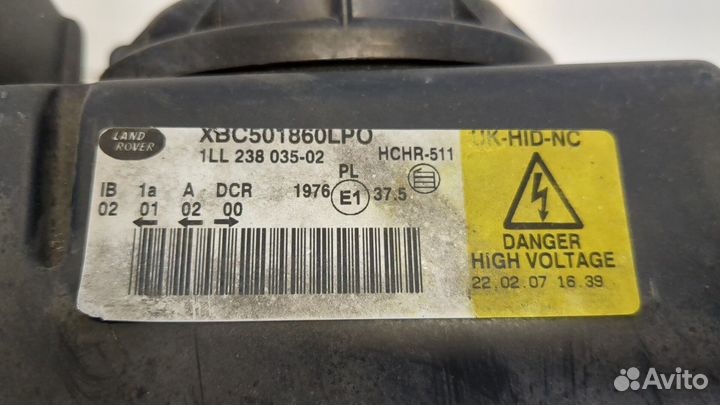 LAND
ROVER
XBC501860LPO
UK-HID-NC
1LL 238 035-02
HCHR-511
PL
IB 1a A DCR
1976 E1 37.5
02 01 02 00
DANGER
HIGH VOLTAGE
22.02.07 16.39
Avito